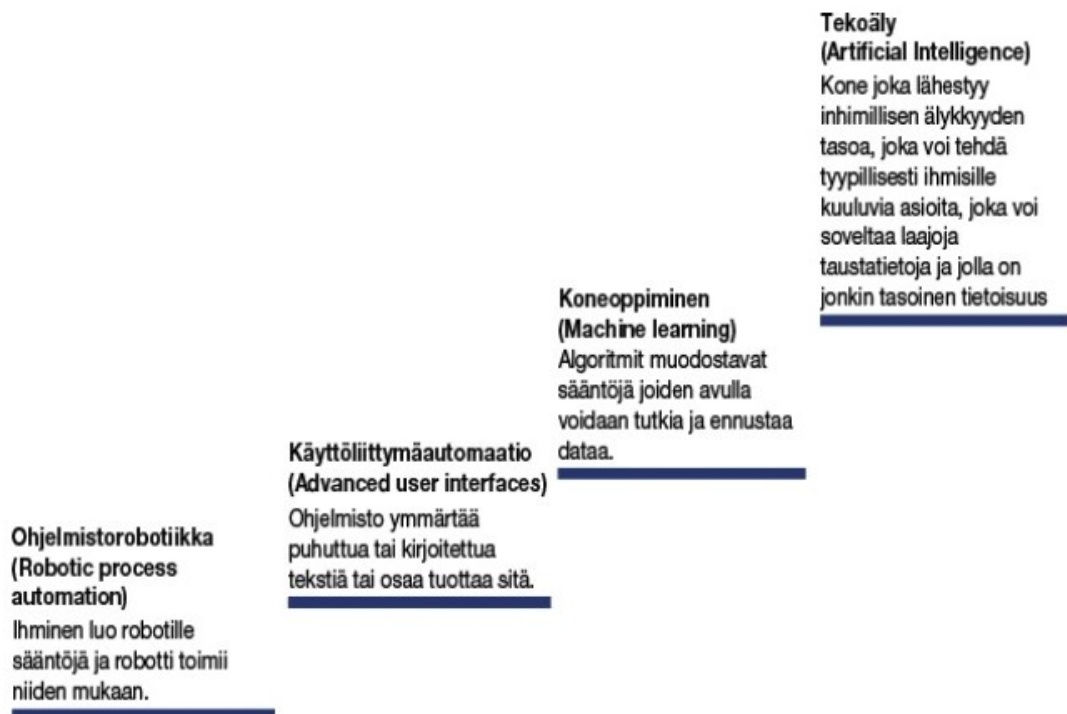 Tekoäly
(Artificial Intelligence)
Kone joka lähestyy
inhimillisen älykkyyden
tasoa, joka voi tehdä
tyypillisesti ihmisille
kuuluvia asioita, joka voi
soveltaa laajoja
taustatietoja ja jolla on
jonkin tasoinen tietoisuus
Koneoppiminen
(Machine learning)
Algoritmit muodostavat
sääntöjä joiden avulla
voidaan tutkia ja ennustaa
dataa.
Käyttöliittymäautomaatio
(Advanced user interfaces)
Ohjelmisto ymmärtää
puhuttua tai kirjoitettua
tekstiä tai osaa tuottaa sitä.
Ohjelmistorobotiikka
(Robotic process
automation)
Ihminen luo robotille
sääntöjä ja robotti toimii
niiden mukaan.